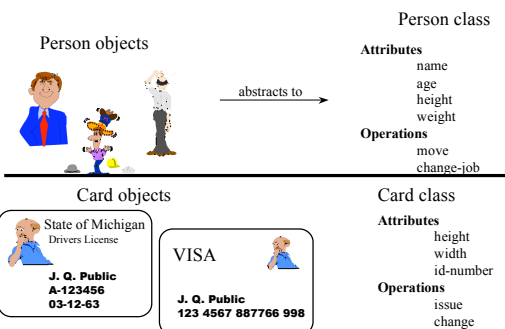 Person class
Person objects
Attributes
name
age
height
weight
Operations
move
change-job
abstracts to
Card objects
Card class
State of Michigan
Drivers License
J. Q. Public
A-123456
03-12-63
VISA
J. Q. Public
123 4567 887766 998
Attributes
height
width
id-number
Operations
issue
change